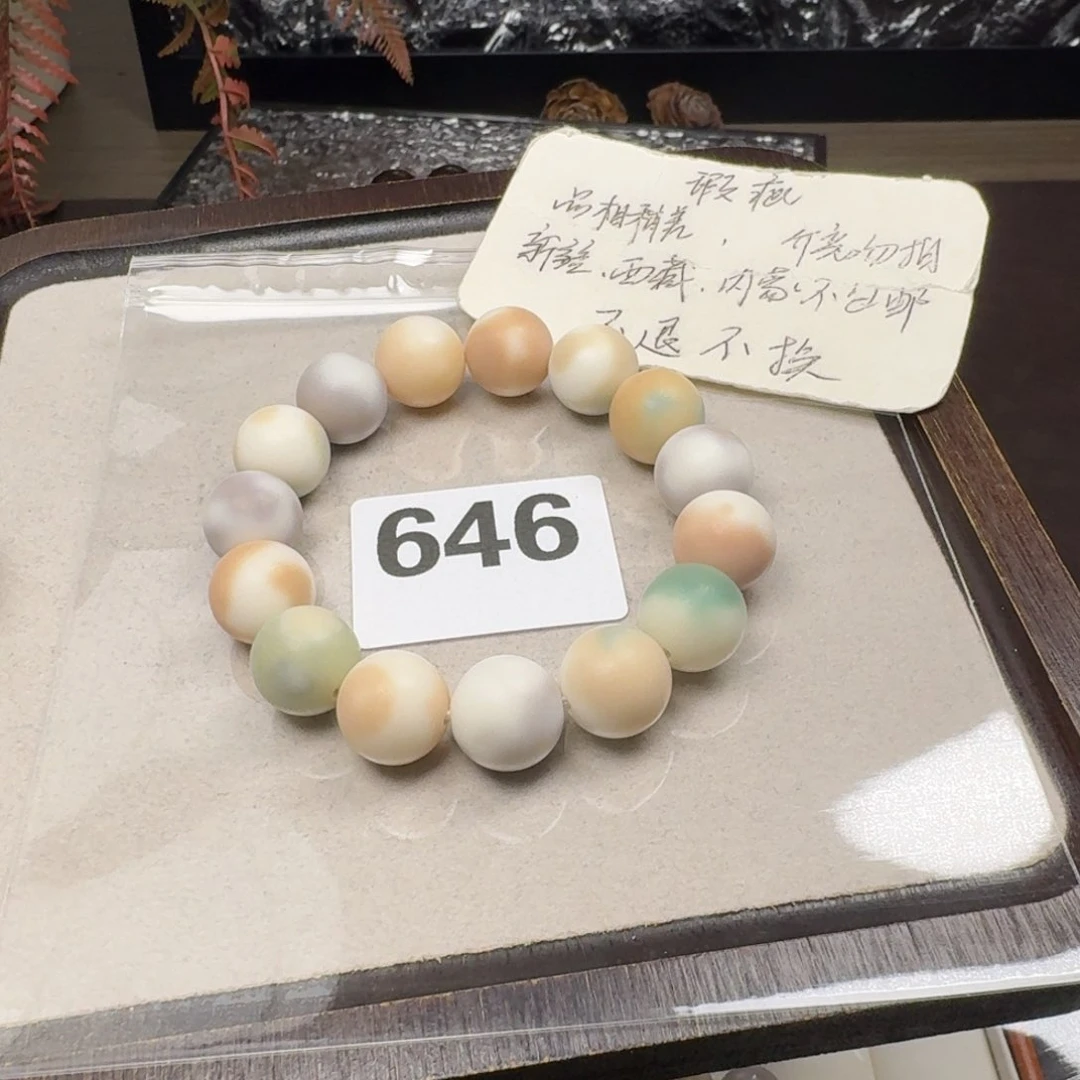 瑕疵
品相稍差， 介意勿拍
新疆.西藏.内蒙.不包邮
不退不换
646